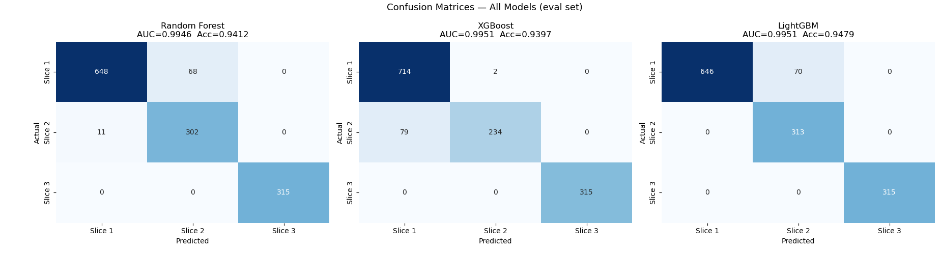 Confusion Matrices — All Models (eval set)
Random Forest
AUC=0.9946  Acc=0.9412
Slice 1
648
68
0
Slice 2
11
302
0
Slice 3
0
0
315
Actual
Slice 1
Slice 2
Slice 3
Predicted
XGBoost
AUC=0.9951  Acc=0.9397
Slice 1
714
2
0
Slice 2
79
234
0
Slice 3
0
0
315
Actual
Slice 1
Slice 2
Slice 3
Predicted
LightGBM
AUC=0.9951  Acc=0.9479
Slice 1
646
70
0
Slice 2
0
313
0
Slice 3
0
0
315
Actual
Slice 1
Slice 2
Slice 3
Predicted